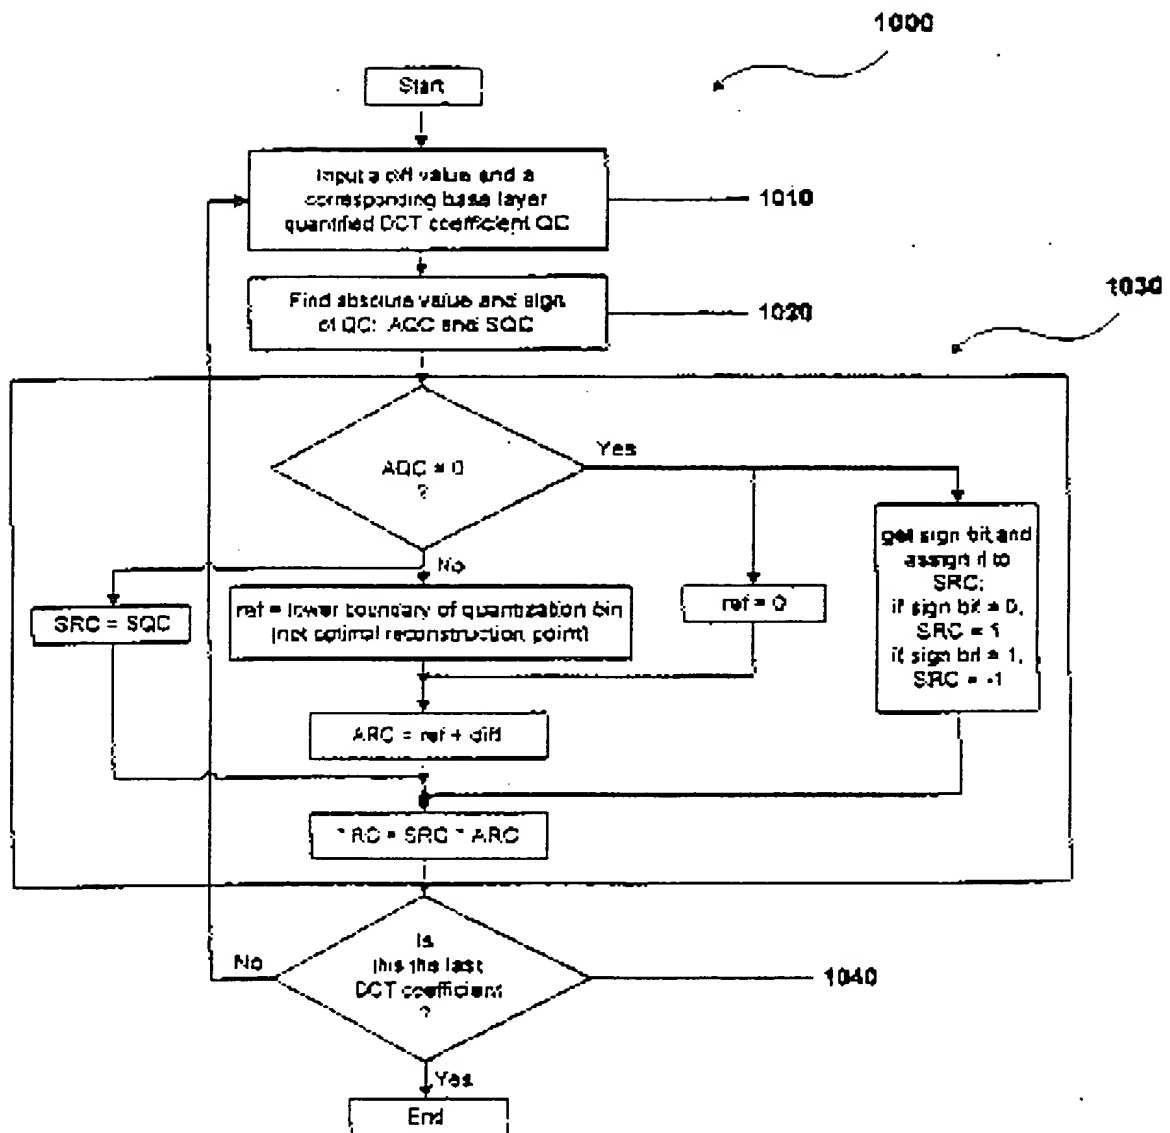 1000
Start
Input a diff value and a
corresponding base layer
quantified DCT coefficient QC
1010
Find absolute value and sign
of QC: AQC and SQC
1020
1030
AQC = 0
?
Yes
No
SRC = SQC
ref = lower boundary of quantization bin
(not optimal reconstruction point)
ref = 0
get sign bit and
assign it to
SRC;
if sign bit = 0,
SRC = 1
if sign bit = 1,
SRC = -1
ARC = ref + diff
RC = SRC * ARC
Is
this the last
DCT coefficient
?
No
1040
Yes
End